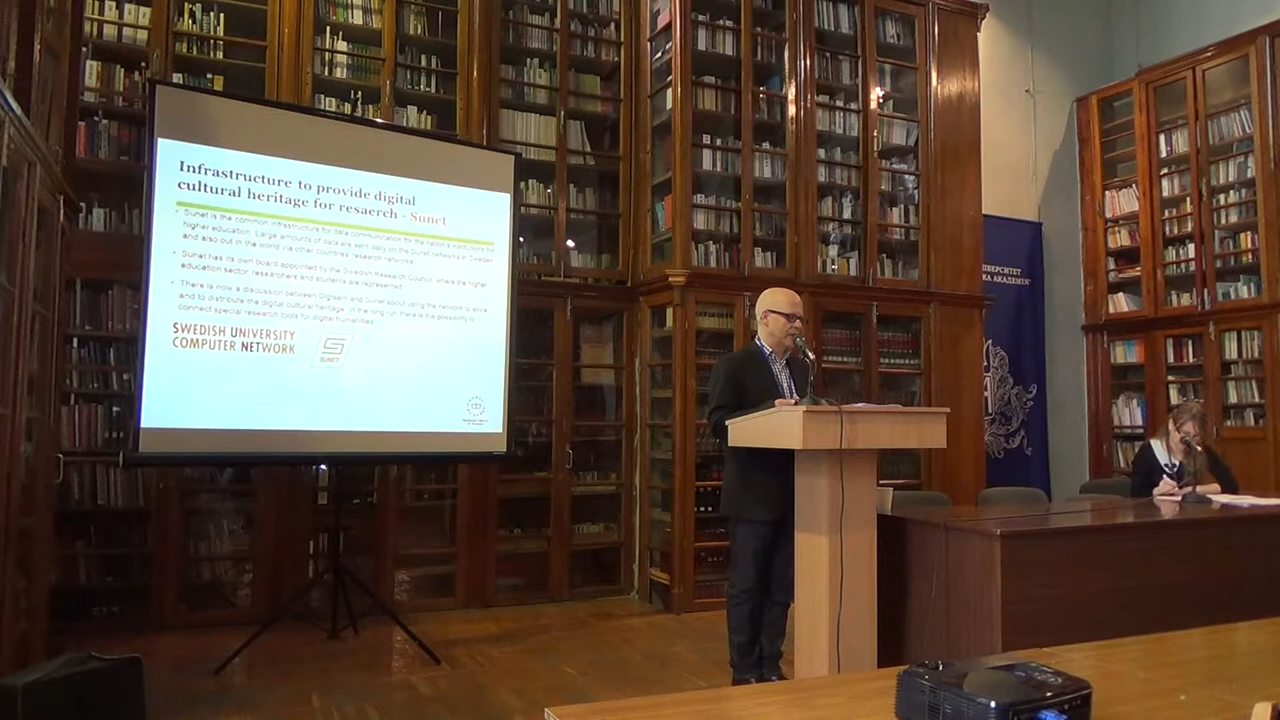 Infrastructure to provide digital
cultural heritage for resaerch - Sunet
• Sunet is the common infrastructure for data communication for the nation's institutions for
higher education. Large amounts of data are sent daily on the Sunet networks in Sweden
and also out in the world via other countries' research networks.
• Sunet has its own board appointed by the Swedish Research Council, where the higher
education sector, researchers and students are represented.
• There is now a discussion between Digisam and Sunet about using the network to store
and to distribute the digital cultural heritage. In the long run there is the possibility to
connect special research tools for digital humanities.
SWEDISH UNIVERSITY
COMPUTER NETWORK
SUNET
ІВЕРСИТЕТ
КА АКАДЕМІЯ"